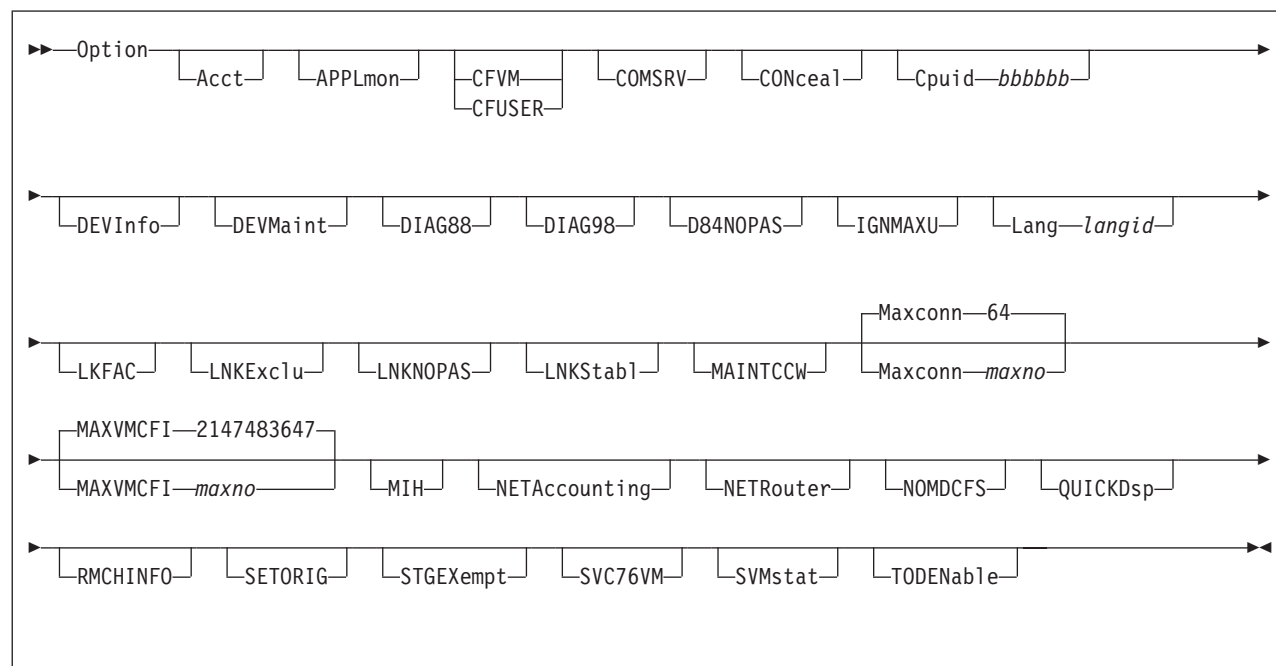 Option
Acct APPLmon CFVM COMSRV CONceal Cpuid bbbbbb
CFUSER
DEVInfo DEVMaint DIAG88 DIAG98 D84NOPAS IGNMAXU Lang langid
Maxconn 64
LKFAC LNKExclu LNKNOPAS LNKStabl MAINTCCW Maxconn maxno
MAXVMCFI 2147483647
MAXVMCFI maxno MIH NETAccounting NETRouter NOMDCFS QUICKDsp
RMCHINFO SETORIG STGEXempt SVC76VM SVMstat TODENable